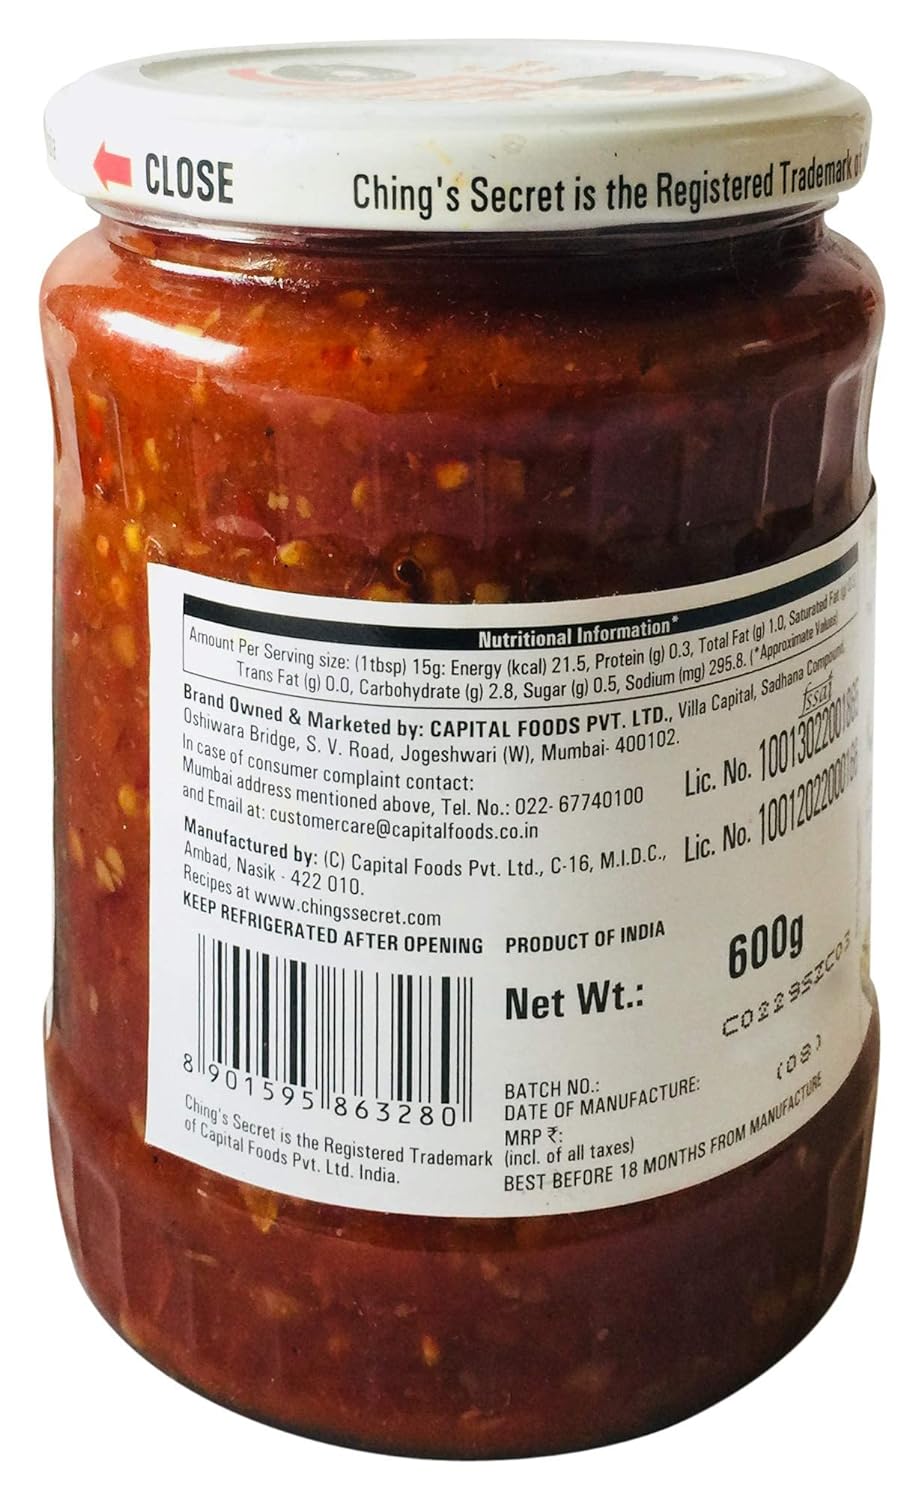 CLOSE
Ching's Secret is the Registered Trademark of
Nutritional Information*
Amount Per Serving size: (1tbsp) 15g: Energy (kcal) 21.5, Protein (g) 0.3, Total Fat (g) 1.0, Saturated Fat (g)
Trans Fat (g) 0.0, Carbohydrate (g) 2.8, Sugar (g) 0.5, Sodium (mg) 295.8. (*Approximate Values)
Brand Owned & Marketed by: CAPITAL FOODS PVT. LTD., Villa Capital, Sadhana Compound,
Oshiwara Bridge, S. V. Road, Jogeshwari (W), Mumbai- 400102.
In case of consumer complaint contact:
Mumbai address mentioned above, Tel. No.: 022- 67740100
and Email at: customercare@capitalfoods.co.in
fssai
Lic. No.
Lic. No.
Manufactured by: (C) Capital Foods Pvt. Ltd., C-16, M.I.D.C.,
Ambad, Nasik - 422 010.
Recipes at www.chingssecret.com
KEEP REFRIGERATED AFTER OPENING
PRODUCT OF INDIA
Net Wt.: 600g
8 901595 863280
Ching's Secret is the Registered Trademark
of Capital Foods Pvt. Ltd. India.
(08)
BATCH NO.:
DATE OF MANUFACTURE:
MRP ₹:
(incl. of all taxes)
BEST BEFORE 18 MONTHS FROM MANUFACTURE